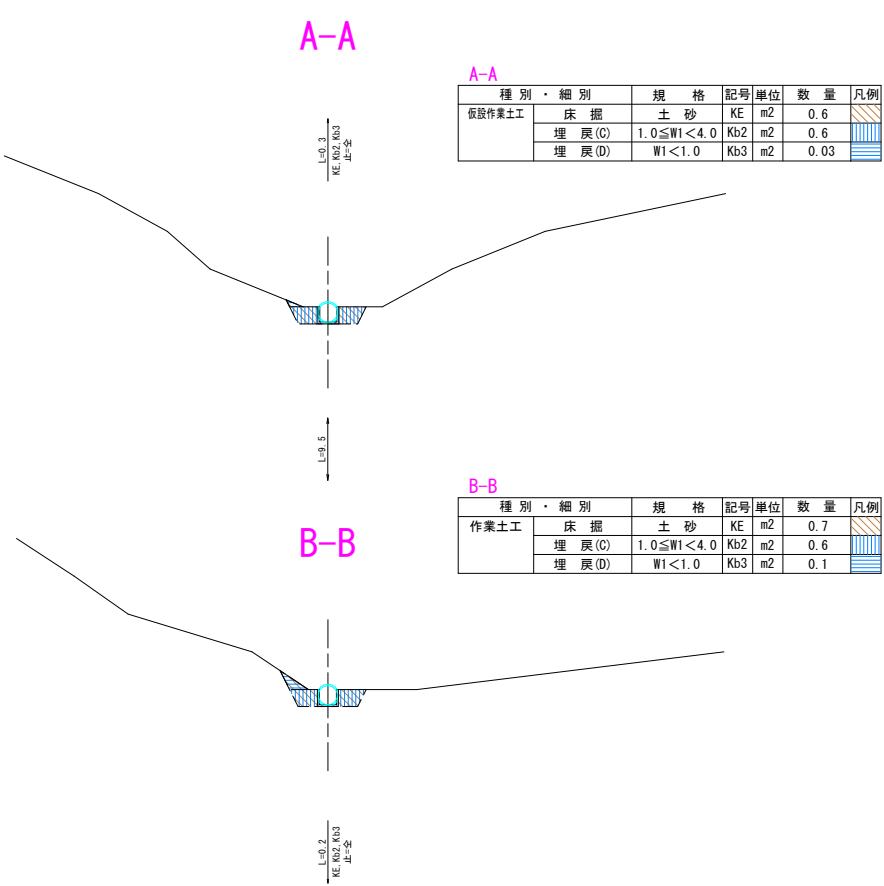 A-A
A-A
種 別 ・ 細 別 規 格 記号 単位 数 量 凡例
仮設作業土工 床 掘 土 砂 KE m2 0.6
埋 戻(C) 1.0≦W1<4.0 Kb2 m2 0.6
埋 戻(D) W1<1.0 Kb3 m2 0.03
L=0.3
KE,Kb2,Kb3
止=全
L=9.5
B-B
B-B
種 別 ・ 細 別 規 格 記号 単位 数 量 凡例
作業土工 床 掘 土 砂 KE m2 0.7
埋 戻(C) 1.0≦W1<4.0 Kb2 m2 0.6
埋 戻(D) W1<1.0 Kb3 m2 0.1
L=0.2
KE,Kb2,Kb3
止=全